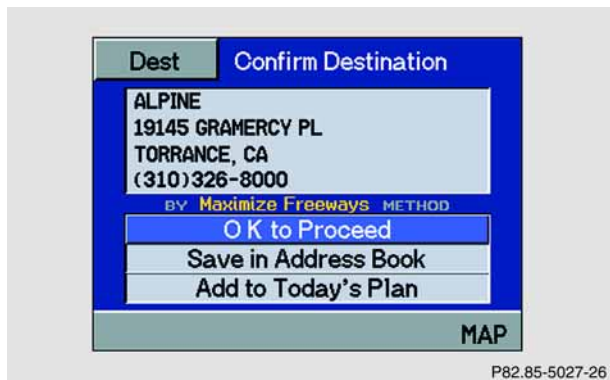 Dest Confirm Destination
ALPINE
19145 GRAMERCY PL
TORRANCE, CA
(310)326-8000
BY Maximize Freeways METHOD
OK to Proceed
Save in Address Book
Add to Today's Plan
MAP
P82.85-5027-26